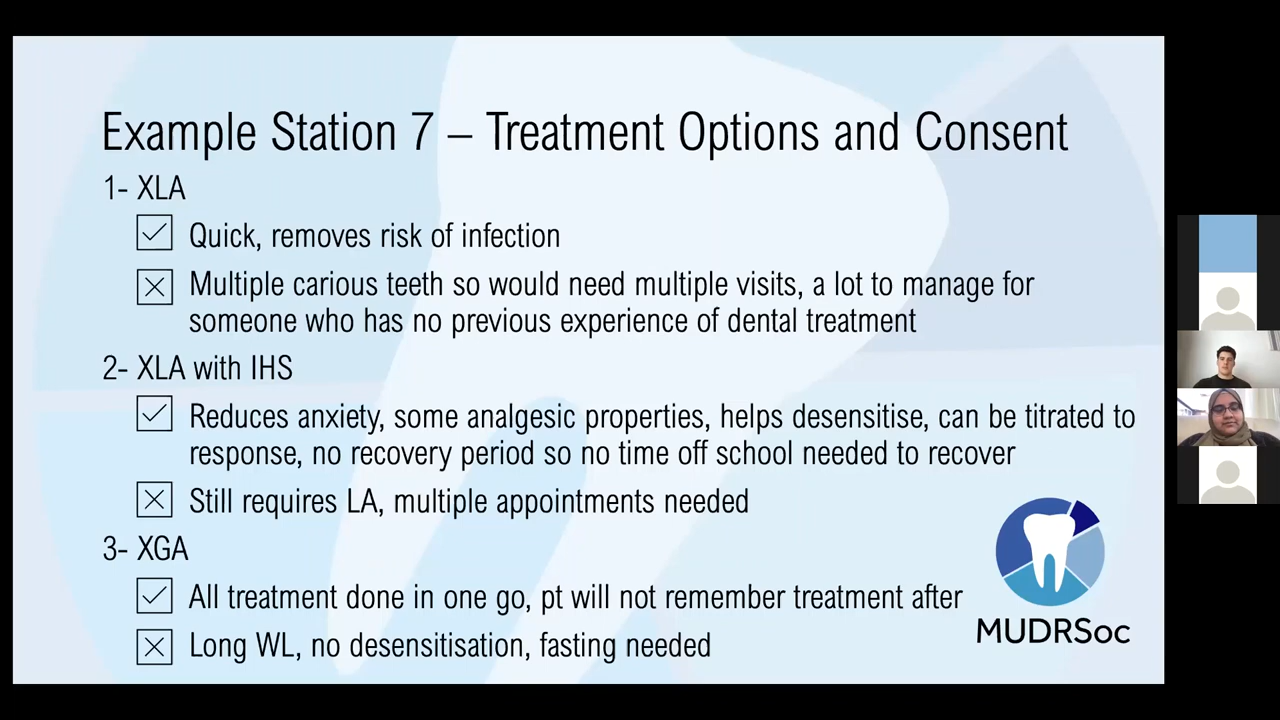 Example Station 7 – Treatment Options and Consent
1- XLA
Quick, removes risk of infection
Multiple carious teeth so would need multiple visits, a lot to manage for
someone who has no previous experience of dental treatment
2- XLA with IHS
Reduces anxiety, some analgesic properties, helps desensitise, can be titrated to
response, no recovery period so no time off school needed to recover
Still requires LA, multiple appointments needed
3- XGA
All treatment done in one go, pt will not remember treatment after
Long WL, no desensitisation, fasting needed
MUDRSoc